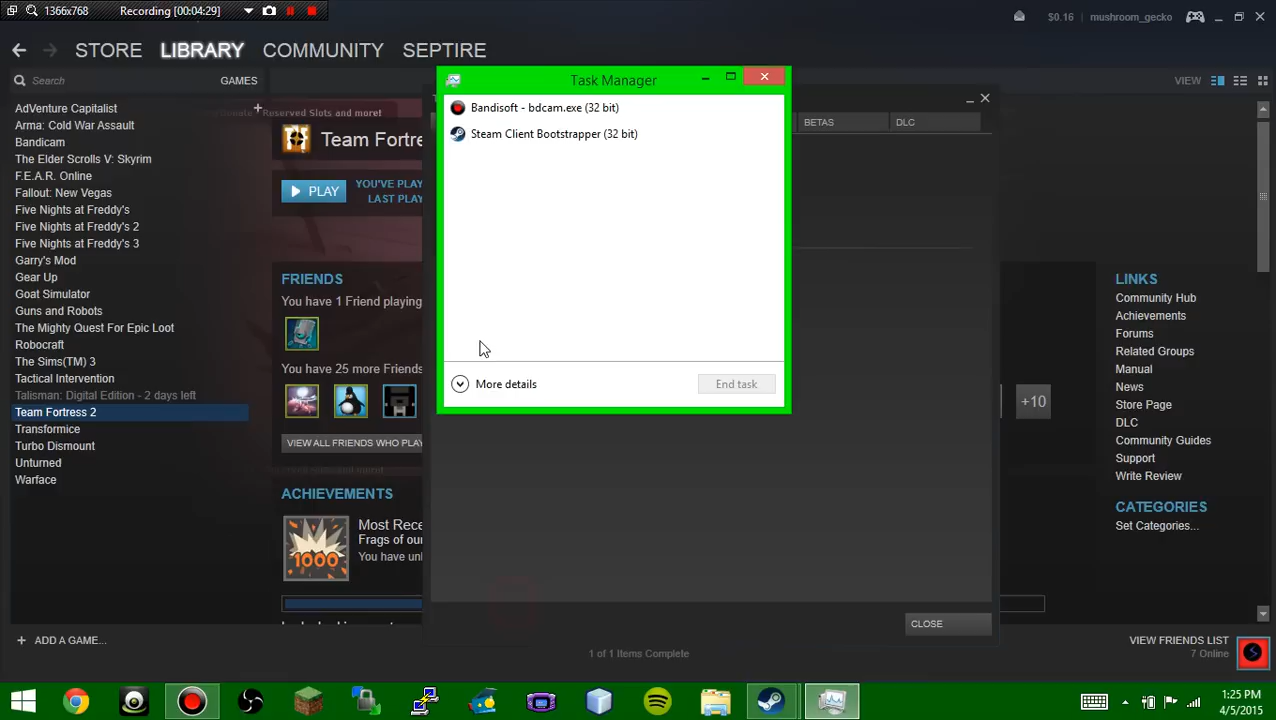 1366x768
Recording [00:04:29]
$0.16
mushroom_gecko
STORE
LIBRARY
COMMUNITY
SEPTIRE
Search
GAMES
VIEW
AdVenture Capitalist
Arma: Cold War Assault
Bandicam
The Elder Scrolls V: Skyrim
F.E.A.R. Online
Fallout: New Vegas
Five Nights at Freddy's
Five Nights at Freddy's 2
Five Nights at Freddy's 3
Garry's Mod
Gear Up
Goat Simulator
Guns and Robots
The Mighty Quest For Epic Loot
Robocraft
The Sims(TM) 3
Tactical Intervention
Talisman: Digital Edition - 2 days left
Team Fortress 2
Transformice
Turbo Dismount
Unturned
Warface
+ ADD A GAME...
Reserved Slots and more!
Team Fortre
PLAY
YOU'VE PLAY
LAST PLAY
FRIENDS
You have 1 Friend playing
You have 25 more Friends
VIEW ALL FRIENDS WHO PLAY
ACHIEVEMENTS
Most Rece
Frags of our
You have unl
1000
Task Manager
Bandisoft - bdcam.exe (32 bit)
Steam Client Bootstrapper (32 bit)
More details
End task
BETAS
DLC
CLOSE
1 of 1 Items Complete
+10
LINKS
Community Hub
Achievements
Forums
Related Groups
Manual
News
Store Page
DLC
Community Guides
Support
Write Review
CATEGORIES
Set Categories...
VIEW FRIENDS LIST
7 Online
1:25 PM
4/5/2015